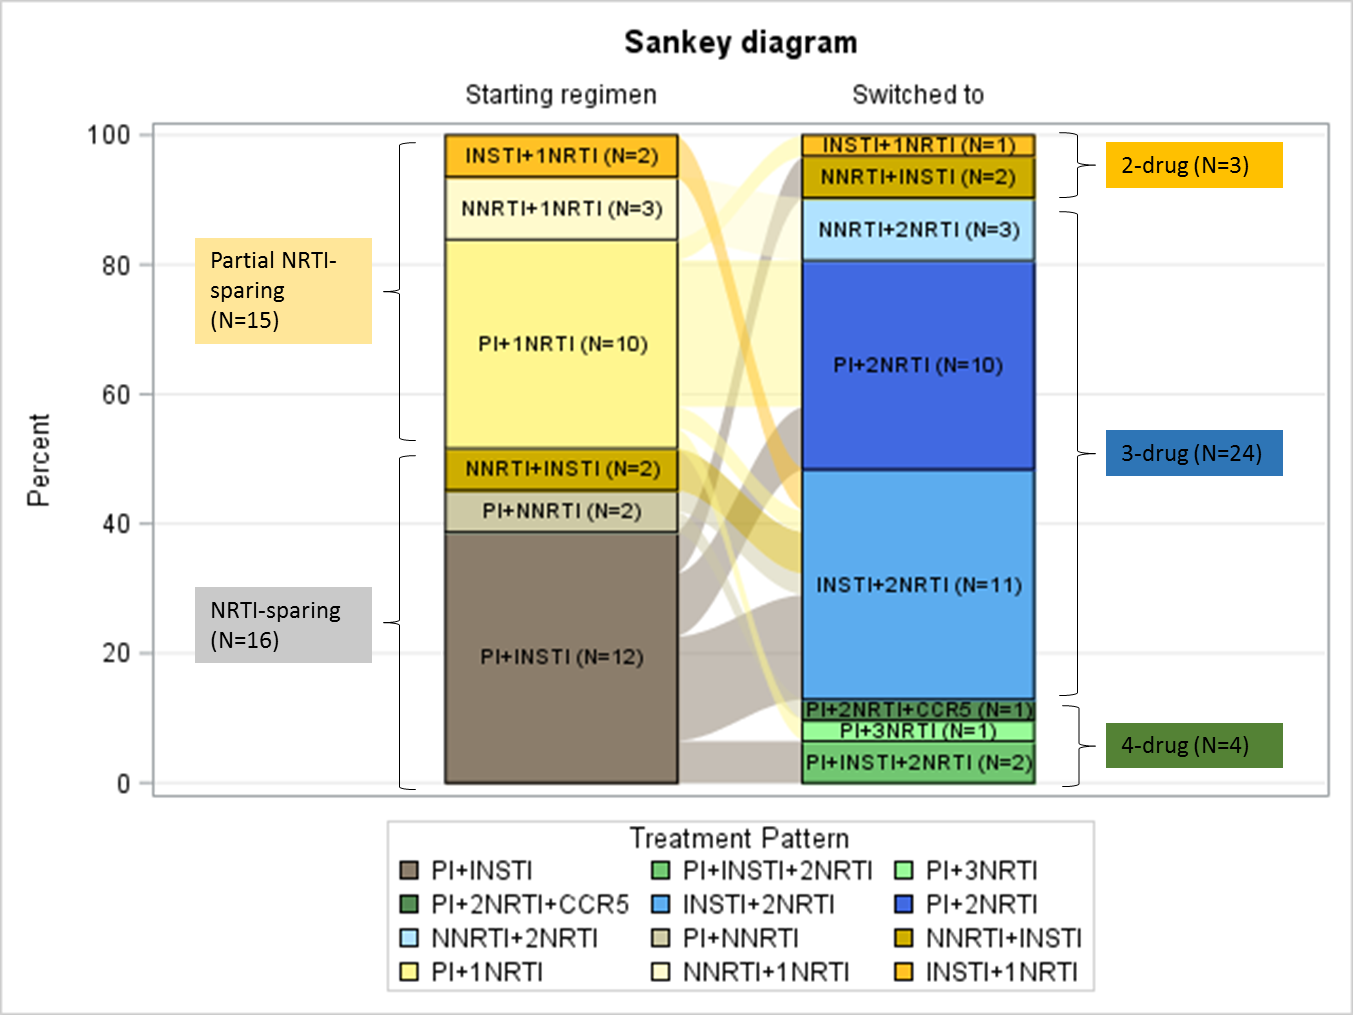 Sankey diagram
Starting regimen
Switched to
Percent
100
80
60
40
20
0
Partial NRTI-
sparing
(N=15)
NRTI-sparing
(N=16)
INSTI+1NRTI (N=2)
NNRTI+1NRTI (N=3)
PI+1NRTI (N=10)
NNRTI+INSTI (N=2)
PI+NNRTI (N=2)
PI+INSTI (N=12)
INSTI+1NRTI (N=1)
NNRTI+INSTI (N=2)
NNRTI+2NRTI (N=3)
PI+2NRTI (N=10)
INSTI+2NRTI (N=11)
PI+2NRTI+CCR5 (N=1)
PI+3NRTI (N=1)
PI+INSTI+2NRTI (N=2)
2-drug (N=3)
3-drug (N=24)
4-drug (N=4)
Treatment Pattern
PI+INSTI PI+INSTI+2NRTI PI+3NRTI
PI+2NRTI+CCR5 INSTI+2NRTI PI+2NRTI
NNRTI+2NRTI PI+NNRTI NNRTI+INSTI
PI+1NRTI NNRTI+1NRTI INSTI+1NRTI